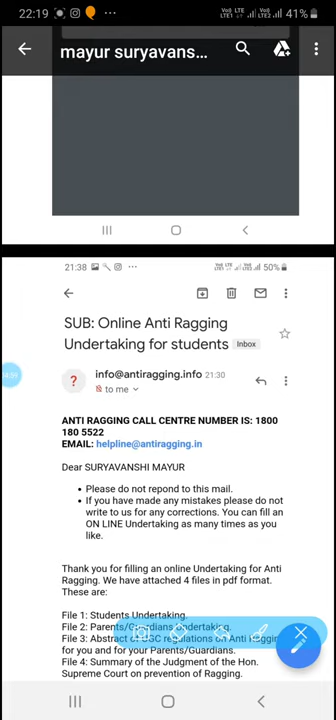 22:19 ... 41%
mayur suryavans...
21:38 ... 50%
SUB: Online Anti Ragging
Undertaking for students Inbox
info@antiragging.info 21:30
to me
ANTI RAGGING CALL CENTRE NUMBER IS: 1800
180 5522
EMAIL: helpline@antiragging.in
Dear SURYAVANSHI MAYUR
• Please do not repond to this mail.
• If you have made any mistakes please do not
write to us for any corrections. You can fill an
ON LINE Undertaking as many times as you
like.
Thank you for filling an online Undertaking for Anti
Ragging. We have attached 4 files in pdf format.
These are:
File 1: Students Undertaking.
File 2: Parents/Guardians Undertaking.
File 3: Abstract of UGC regulations on Anti Ragging
for you and for your Parents/Guardians.
File 4: Summary of the Judgment of the Hon.
Supreme Court on prevention of Ragging.